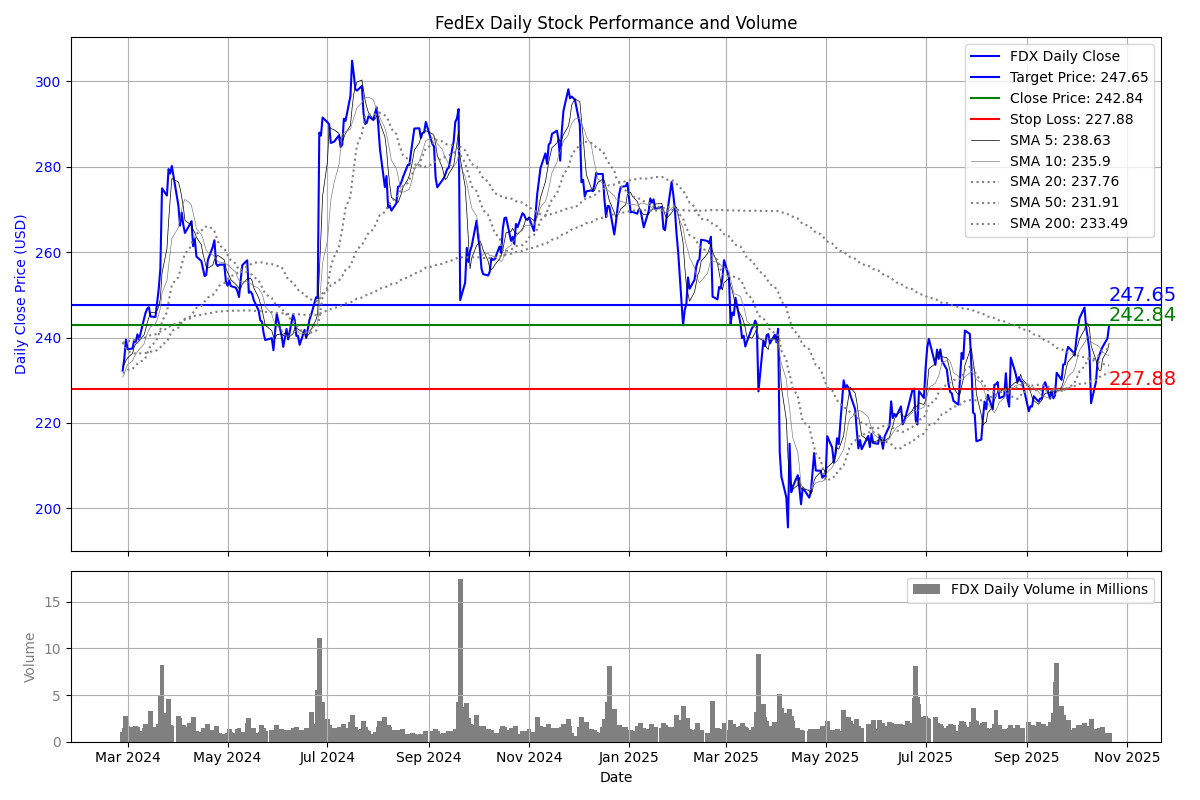 FedEx Daily Stock Performance and Volume
FDX Daily Close
Target Price: 247.65
Close Price: 242.84
Stop Loss: 227.88
SMA 5: 238.63
SMA 10: 235.9
SMA 20: 237.76
SMA 50: 231.91
SMA 200: 233.49
Daily Close Price (USD)
300
280
260
240
220
200
247.65
242.84
227.88
FDX Daily Volume in Millions
Volume
15
10
5
0
Mar 2024 May 2024 Jul 2024 Sep 2024 Nov 2024 Jan 2025 Mar 2025 May 2025 Jul 2025 Sep 2025 Nov 2025
Date